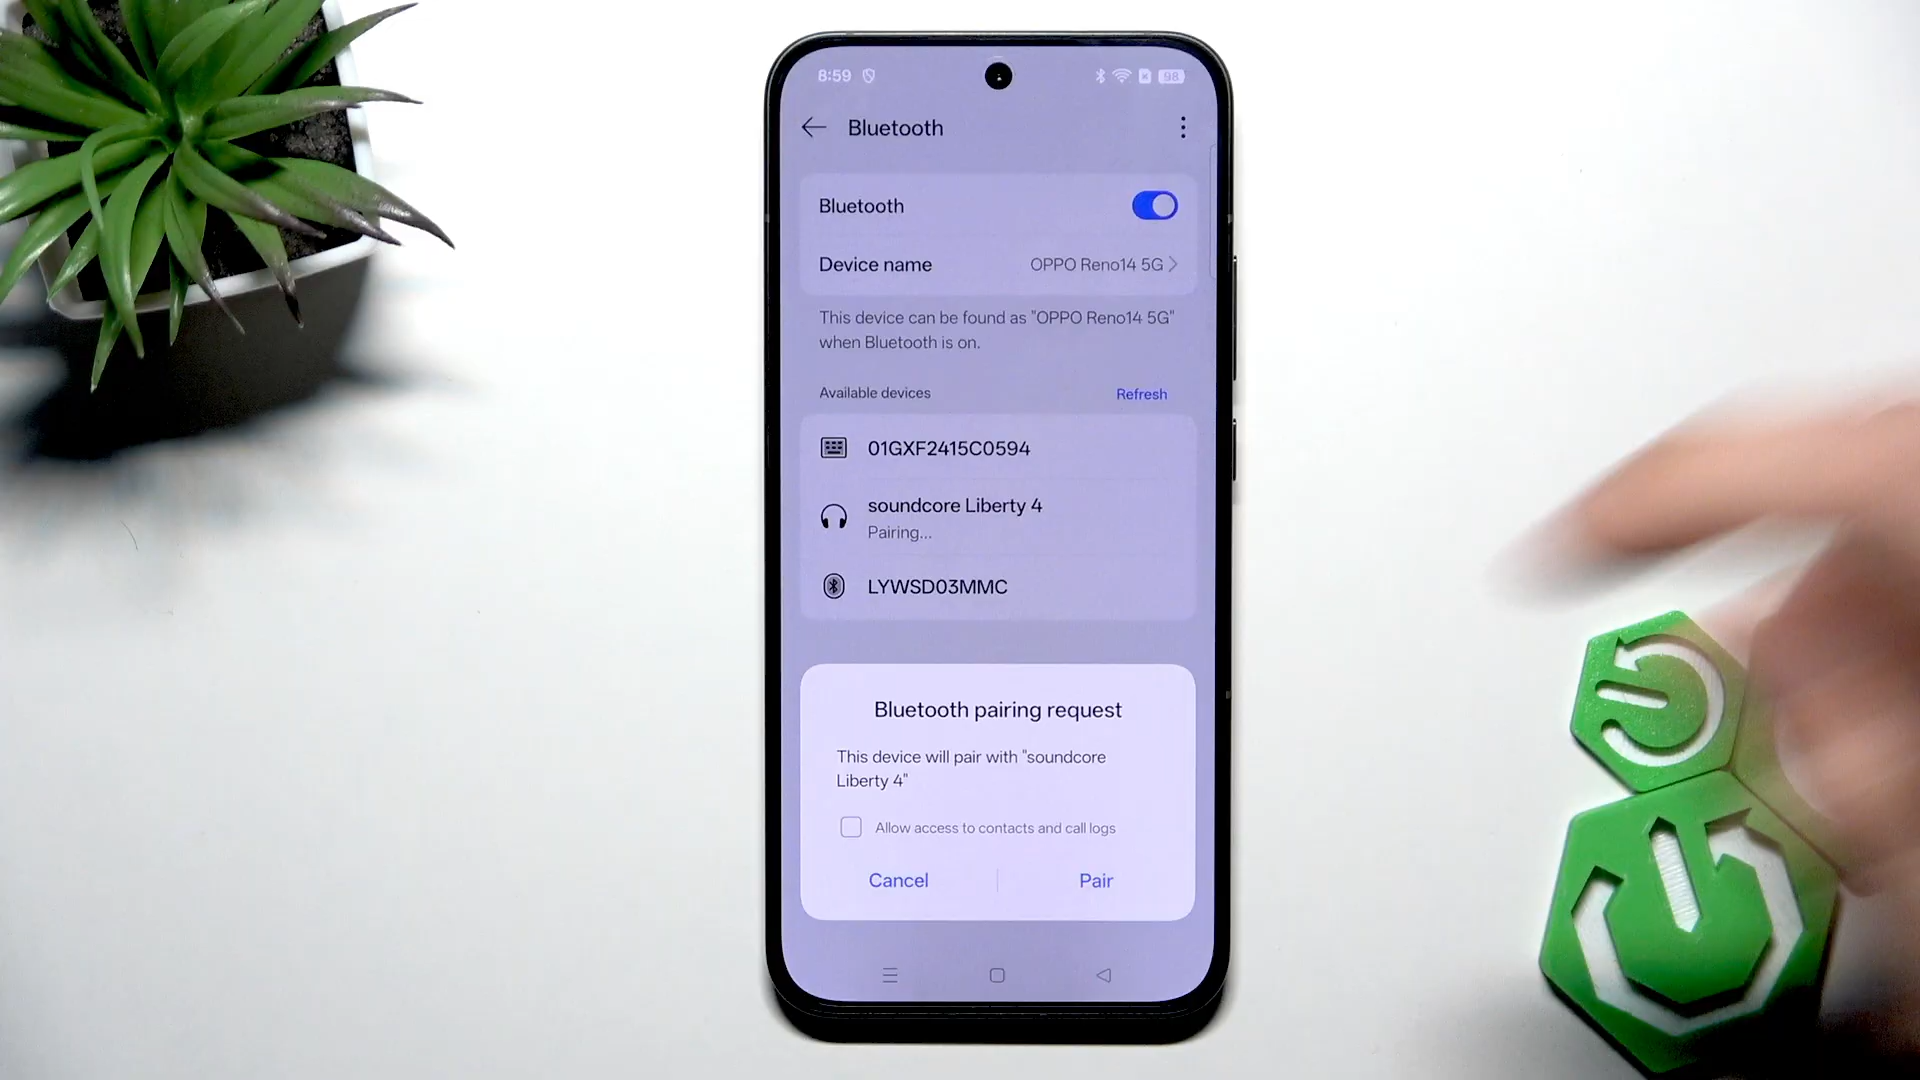 8:59
98
Bluetooth
Bluetooth
Device name
OPPO Reno14 5G
This device can be found as "OPPO Reno14 5G"
when Bluetooth is on.
Available devices
Refresh
01GXF2415C0594
soundcore Liberty 4
Pairing...
LYWSD03MMC
Bluetooth pairing request
This device will pair with "soundcore
Liberty 4"
Allow access to contacts and call logs
Cancel
Pair